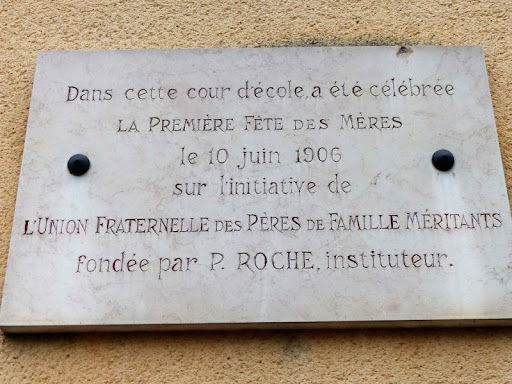 Dans cette cour d'école, a été célébrée
LA PREMIÈRE FÊTE DES MÈRES
le 10 juin 1906
sur l'initiative de
L'UNION FRATERNELLE DES PÈRES DE FAMILLE MÉRITANTS
fondée par P. ROCHE, instituteur.